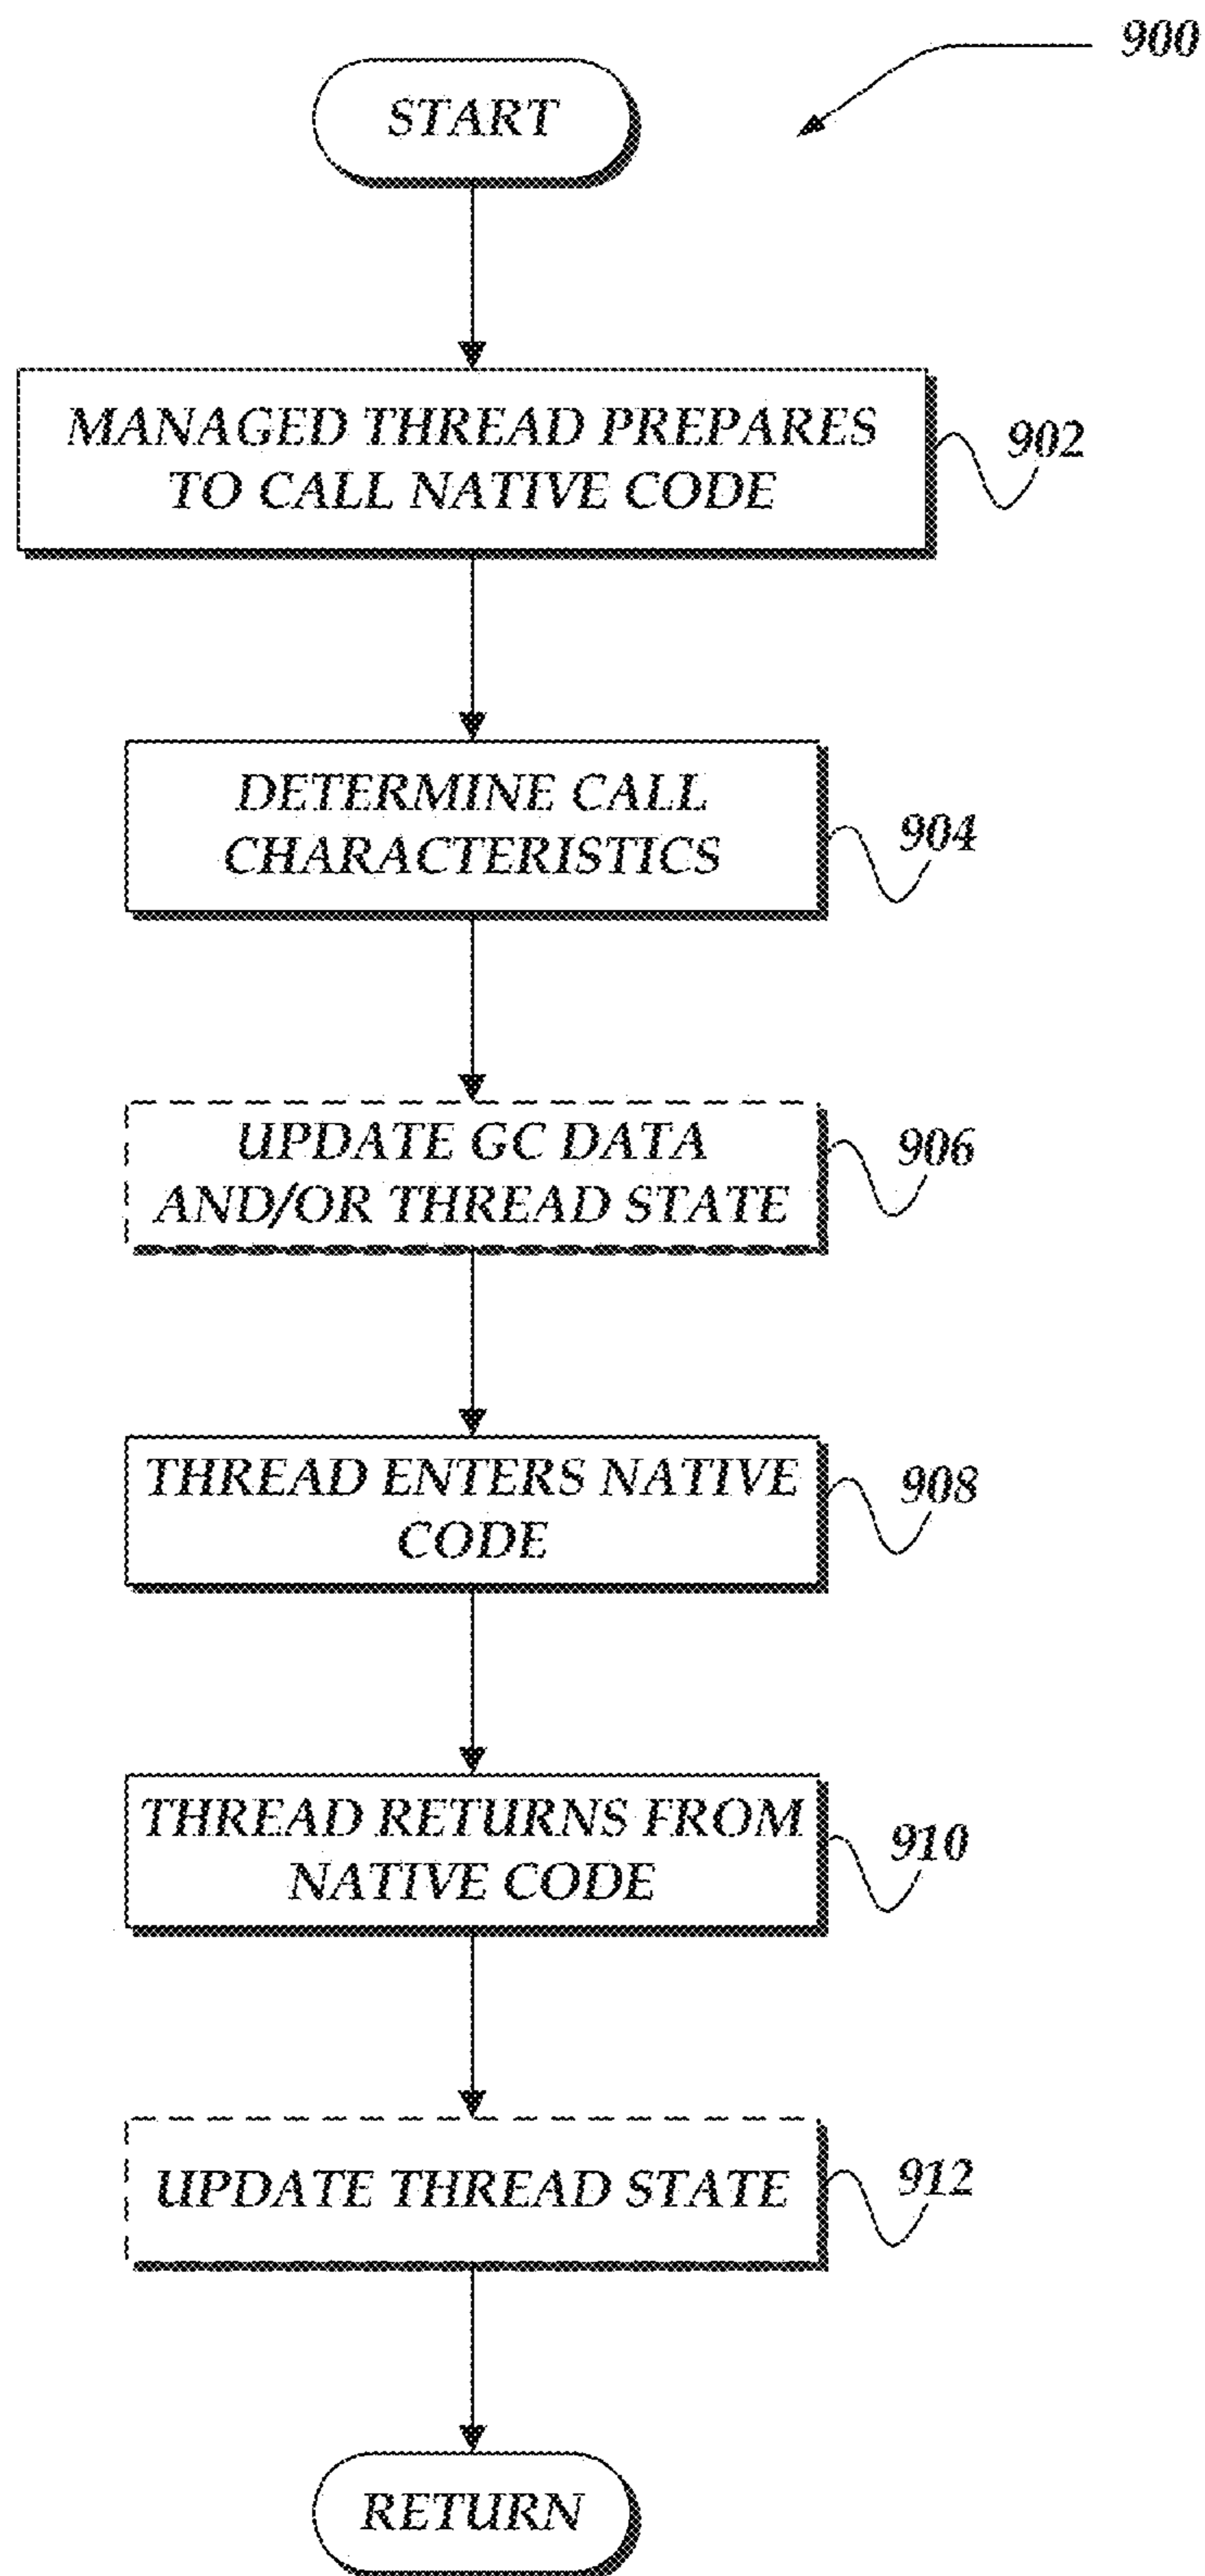 900
START
MANAGED THREAD PREPARES
TO CALL NATIVE CODE
902
DETERMINE CALL
CHARACTERISTICS
904
UPDATE GC DATA
AND/OR THREAD STATE
906
THREAD ENTERS NATIVE
CODE
908
THREAD RETURNS FROM
NATIVE CODE
910
UPDATE THREAD STATE
912
RETURN